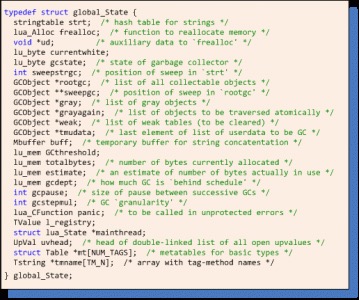 typedef struct global_State {
stringtable strt; /* hash table for strings */
lua_Alloc frealloc; /* function to reallocate memory */
void *ud; /* auxiliary data to `frealloc' */
lu_byte currentwhite;
lu_byte gcstate; /* state of garbage collector */
int sweepstrgc; /* position of sweep in `strt' */
GCObject *rootgc; /* list of all collectable objects */
GCObject **sweepgc; /* position of sweep in `rootgc' */
GCObject *gray; /* list of gray objects */
GCObject *grayagain; /* list of objects to be traversed atomically */
GCObject *weak; /* list of weak tables (to be cleared) */
GCObject *tmudata; /* last element of list of userdata to be GC */
Mbuffer buff; /* temporary buffer for string concatentation */
lu_mem GCthreshold;
lu_mem totalbytes; /* number of bytes currently allocated */
lu_mem estimate; /* an estimate of number of bytes actually in use */
lu_mem gcdept; /* how much GC is `behind schedule' */
int gcpause; /* size of pause between successive GCs */
int gcstepmul; /* GC `granularity' */
lua_CFunction panic; /* to be called in unprotected errors */
TValue l_registry;
struct lua_State *mainthread;
UpVal uvhead; /* head of double-linked list of all open upvalues */
struct Table *mt[NUM_TAGS]; /* metatables for basic types */
Tstring *tmname[TM_N]; /* array with tag-method names */
} global_State;